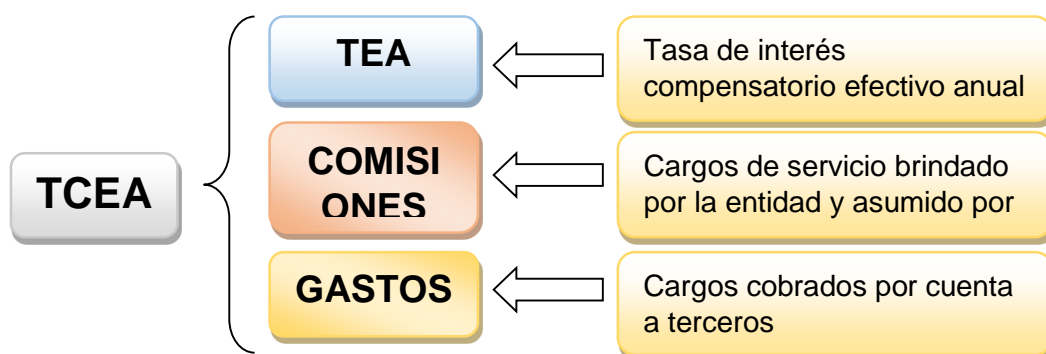 TEA
Tasa de interés
compensatorio efectivo anual
TCEA
COMISI
ONES
Cargos de servicio brindado
por la entidad y asumido por
GASTOS
Cargos cobrados por cuenta
a terceros